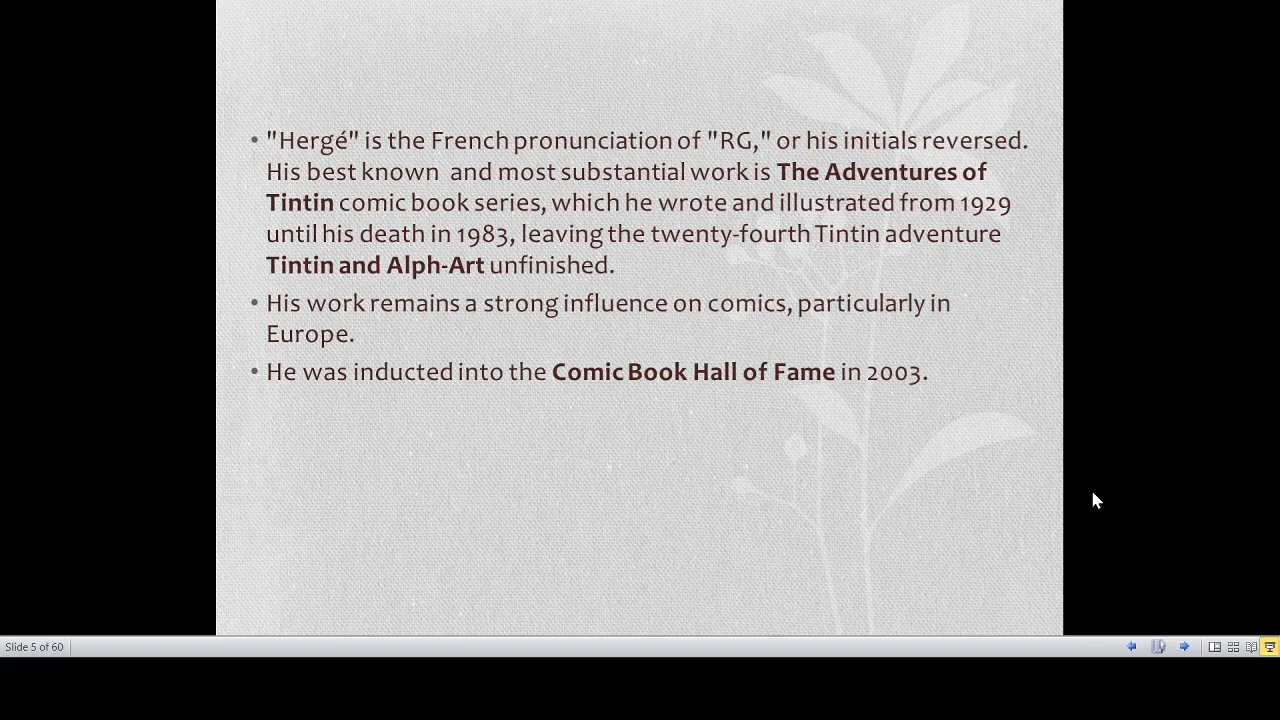 • "Hergé" is the French pronunciation of "RG," or his initials reversed.
His best known  and most substantial work is The Adventures of
Tintin comic book series, which he wrote and illustrated from 1929
until his death in 1983, leaving the twenty-fourth Tintin adventure
Tintin and Alph-Art unfinished.
• His work remains a strong influence on comics, particularly in
Europe.
• He was inducted into the Comic Book Hall of Fame in 2003.
Slide 5 of 60